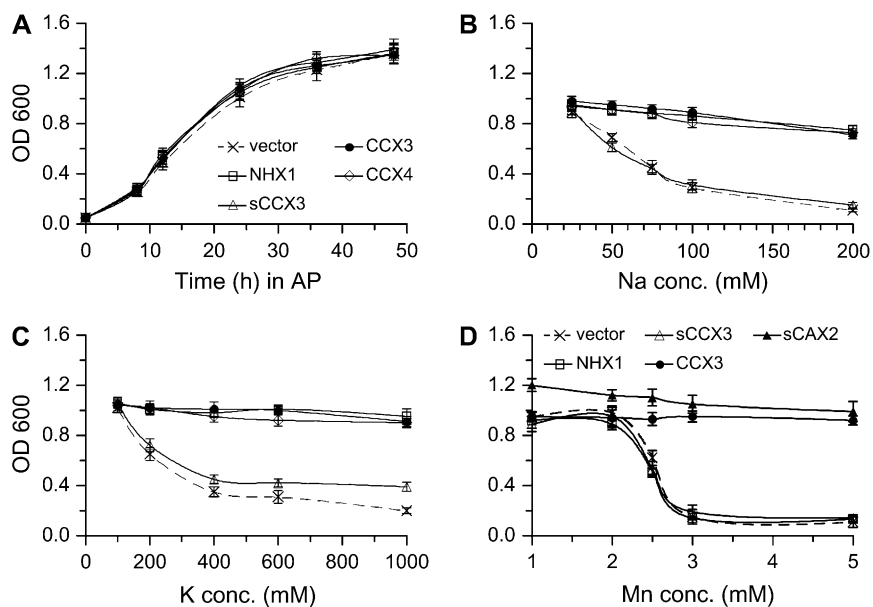 A
1.6
1.2
0.8
0.4
0.0
OD 600
vector
NHX1
sCCX3
CCX3
CCX4
0 10 20 30 40 50
Time (h) in AP
B
1.6
1.2
0.8
0.4
0.0
0 50 100 150 200
Na conc. (mM)
C
1.6
1.2
0.8
0.4
0.0
OD 600
0 200 400 600 800 1000
K conc. (mM)
D
1.6
1.2
0.8
0.4
0.0
vector
NHX1
sCCX3
CCX3
sCAX2
1 2 3 4 5
Mn conc. (mM)